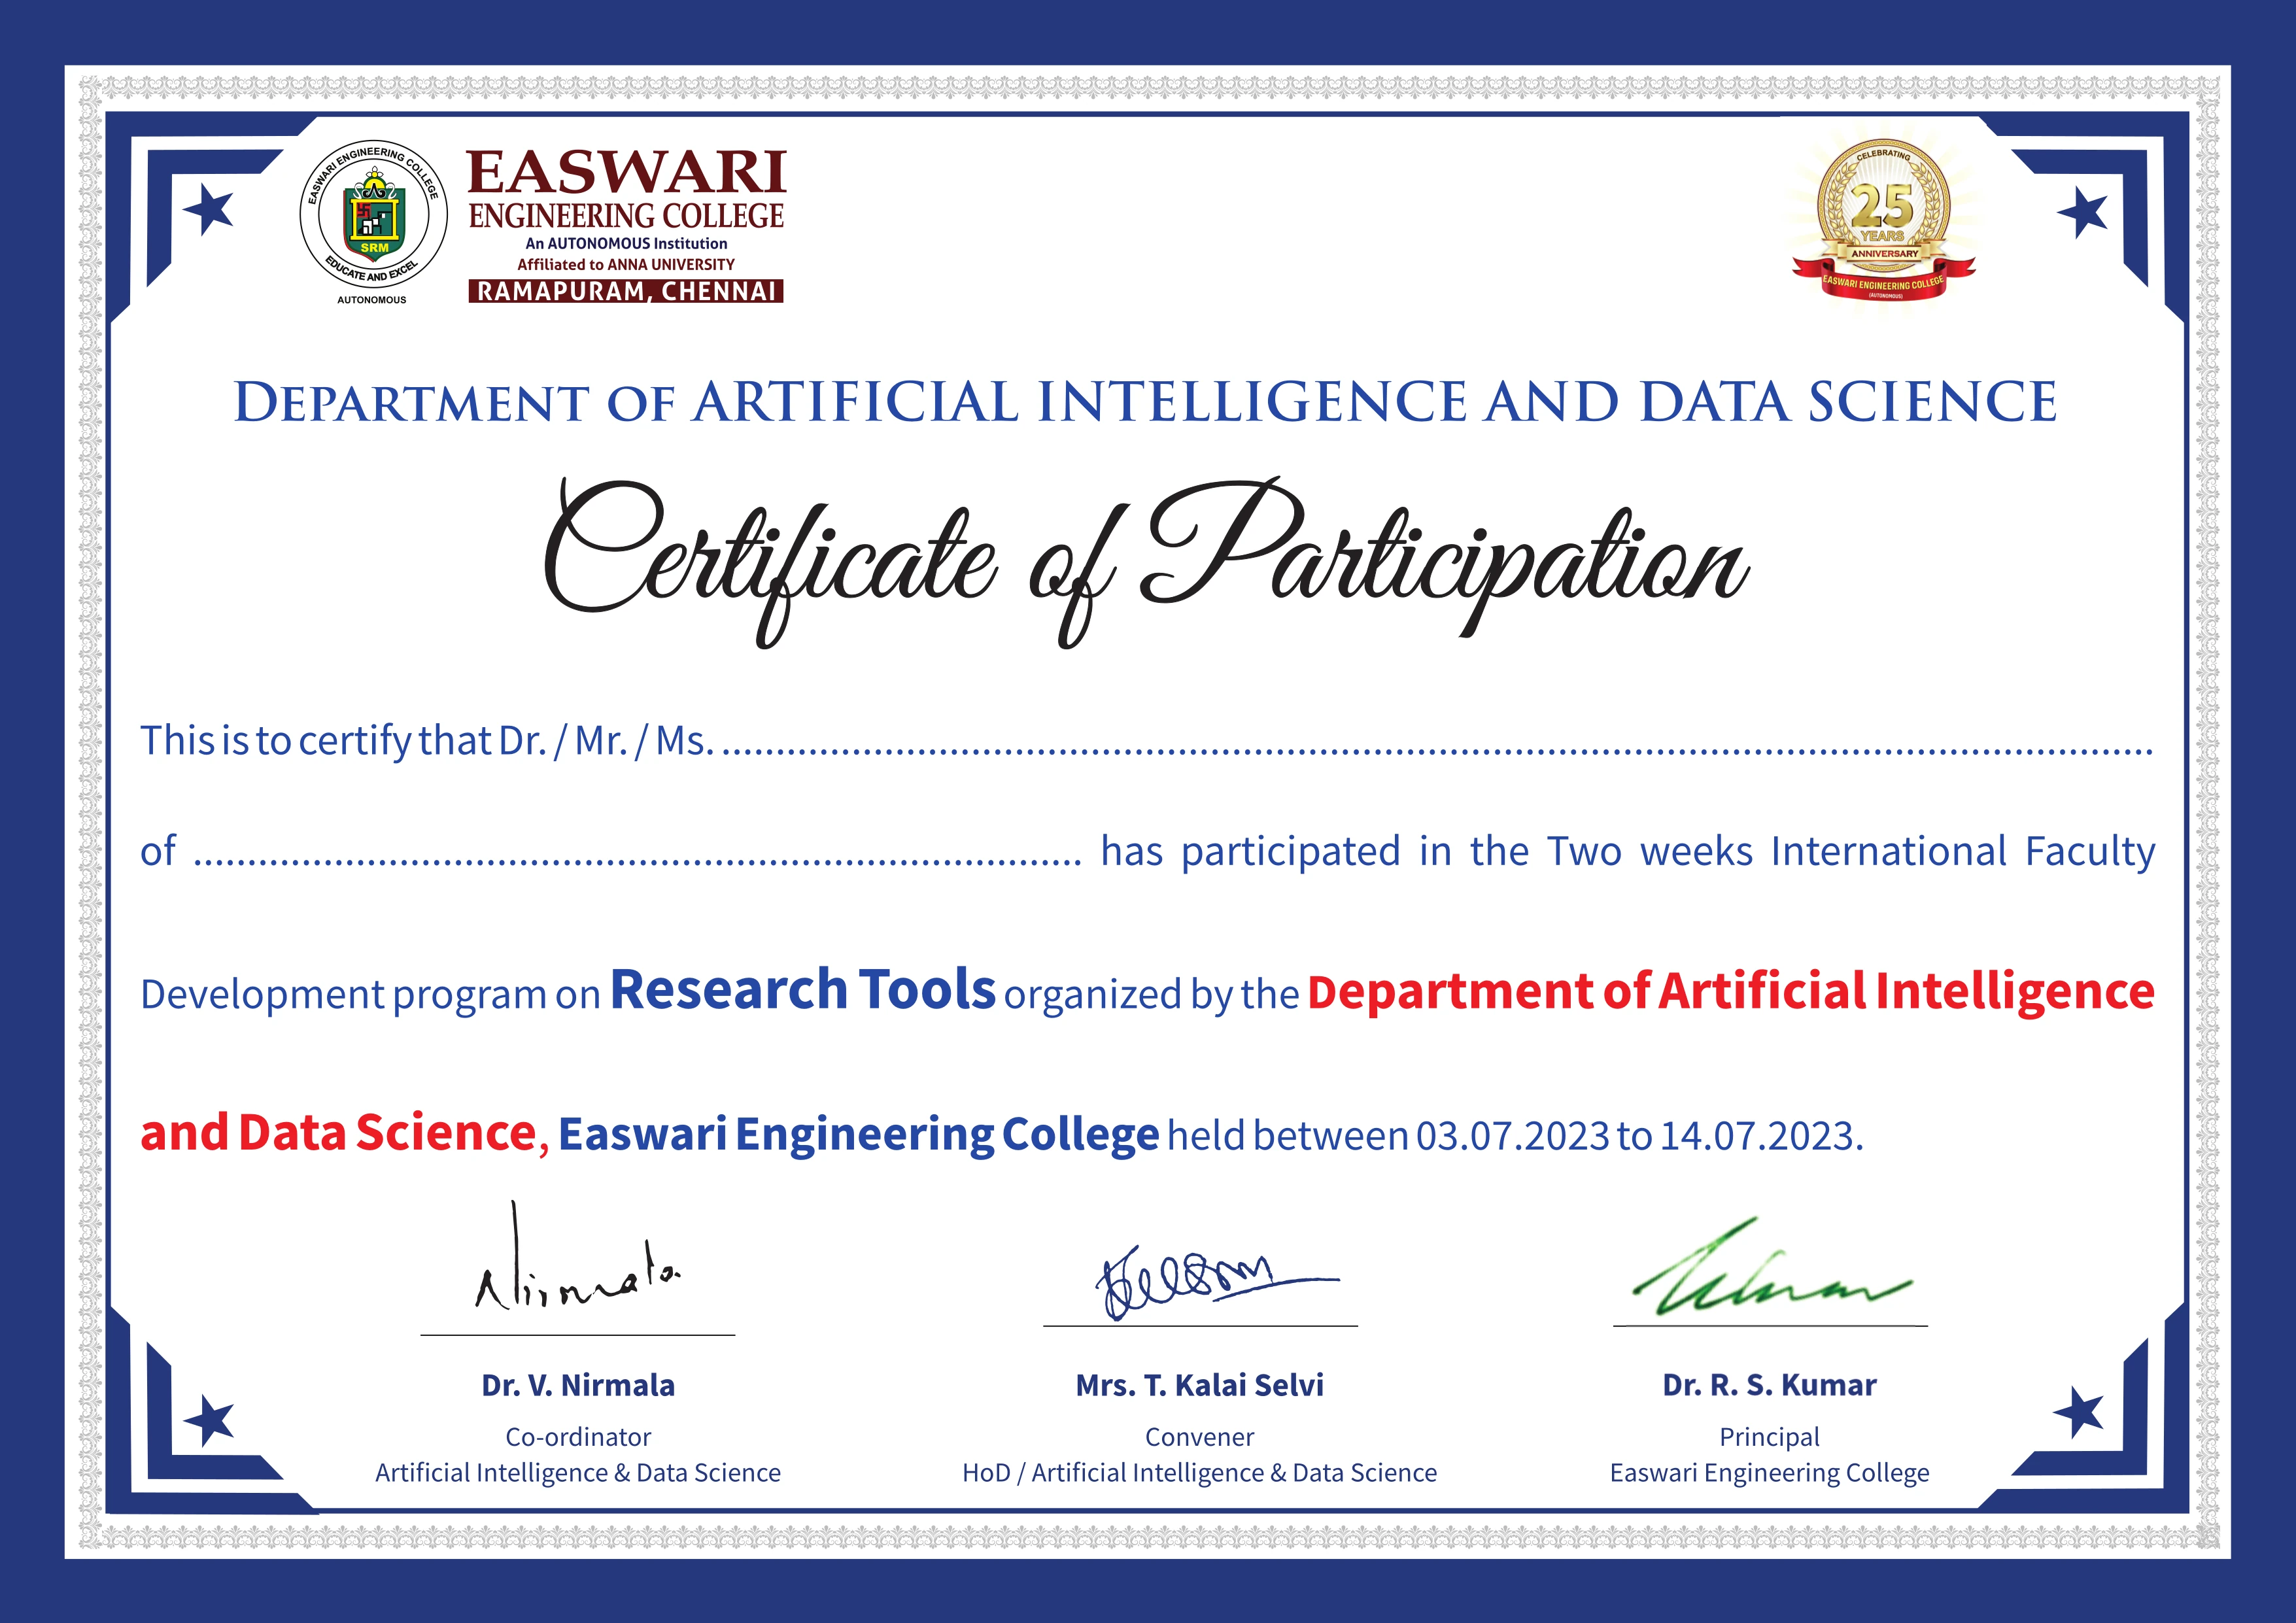 EASWARI ENGINEERING COLLEGE
SRM
EDUCATE AND EXCEL
AUTONOMOUS
EASWARI
ENGINEERING COLLEGE
An AUTONOMOUS Institution
Affiliated to ANNA UNIVERSITY
RAMAPURAM, CHENNAI
CELEBRATING
25
YEARS
ANNIVERSARY
EASWARI ENGINEERING COLLEGE
(AUTONOMOUS)
DEPARTMENT OF ARTIFICIAL INTELLIGENCE AND DATA SCIENCE
Certificate of Participation
This is to certify that Dr. / Mr. / Ms. ....................................................................................................................................
of .................................................................................. has participated in the Two weeks International Faculty
Development program on Research Tools organized by the Department of Artificial Intelligence
and Data Science, Easwari Engineering College held between 03.07.2023 to 14.07.2023.
Nirmala
Dr. V. Nirmala
Co-ordinator
Artificial Intelligence & Data Science
Mrs. T. Kalai Selvi
Convener
HoD / Artificial Intelligence & Data Science
Dr. R. S. Kumar
Principal
Easwari Engineering College